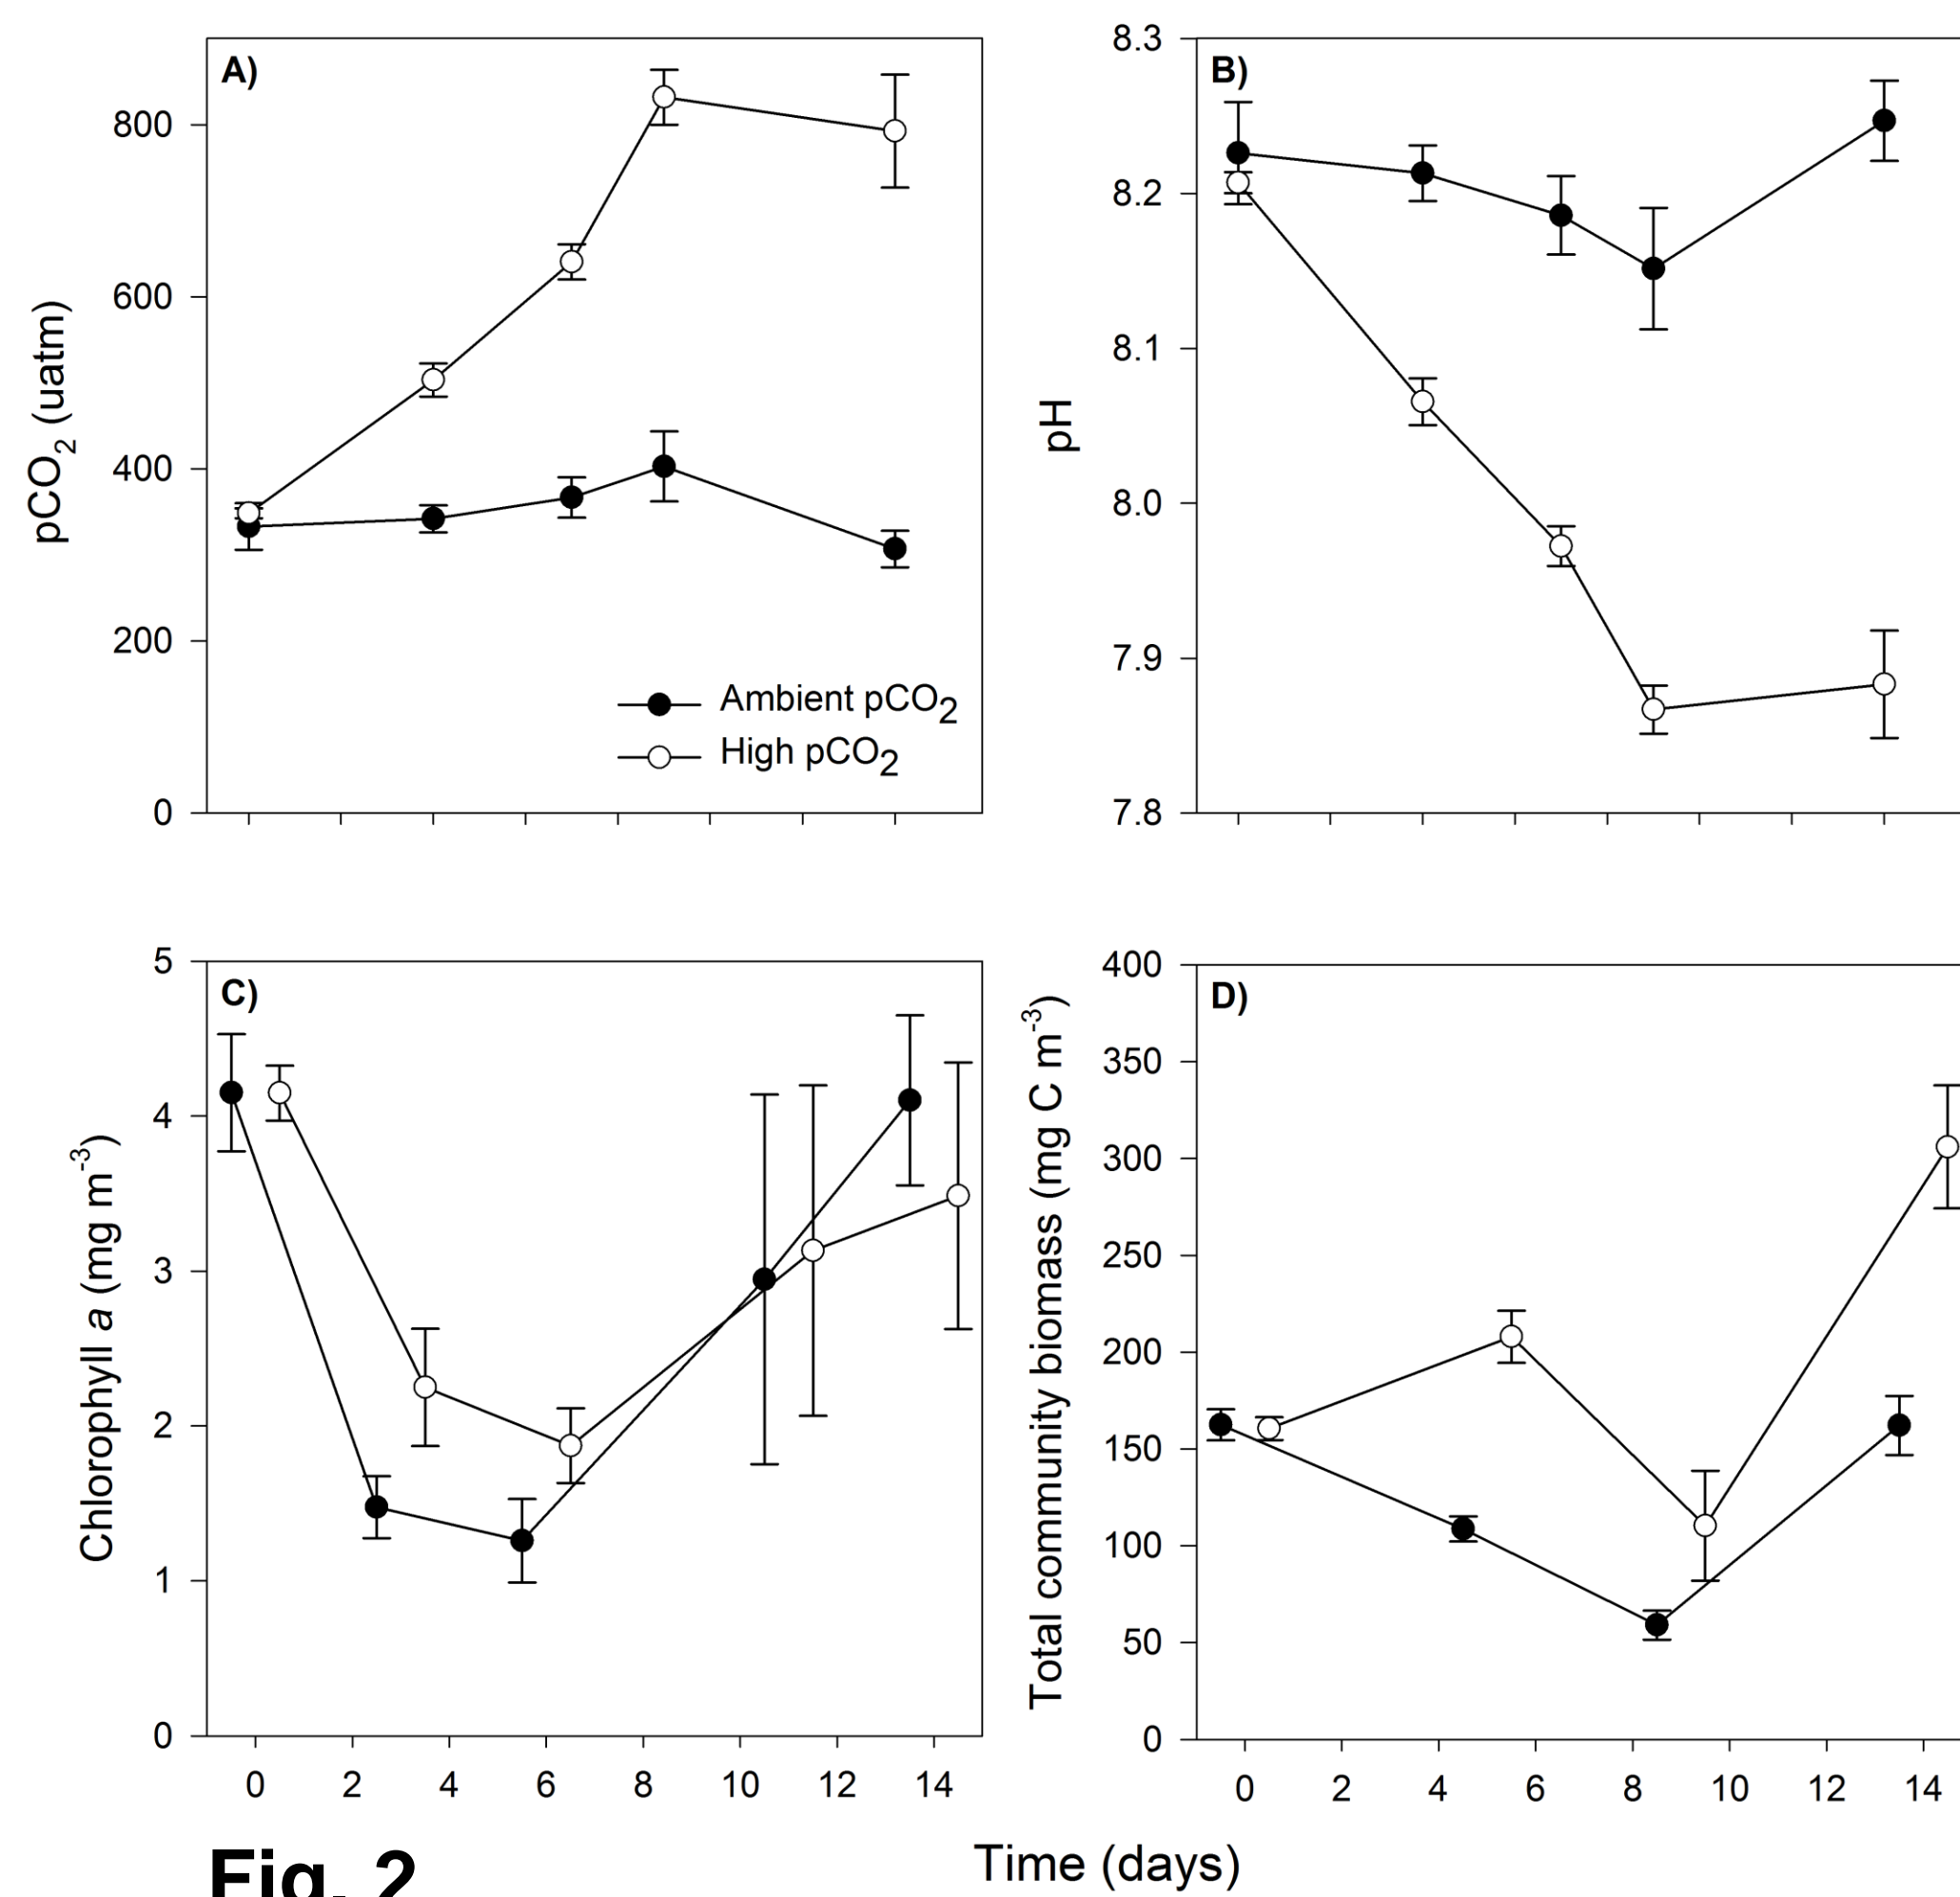 A)
800
600
400
200
0
pCO2 (uatm)
Ambient pCO2
High pCO2
B)
8.3
8.2
8.1
8.0
7.9
7.8
pH
C)
5
4
3
2
1
0
Chlorophyll a (mg m-3)
0 2 4 6 8 10 12 14
D)
400
350
300
250
200
150
100
50
0
Total community biomass (mg C m-3)
0 2 4 6 8 10 12 14
Time (days)
Fig. 2